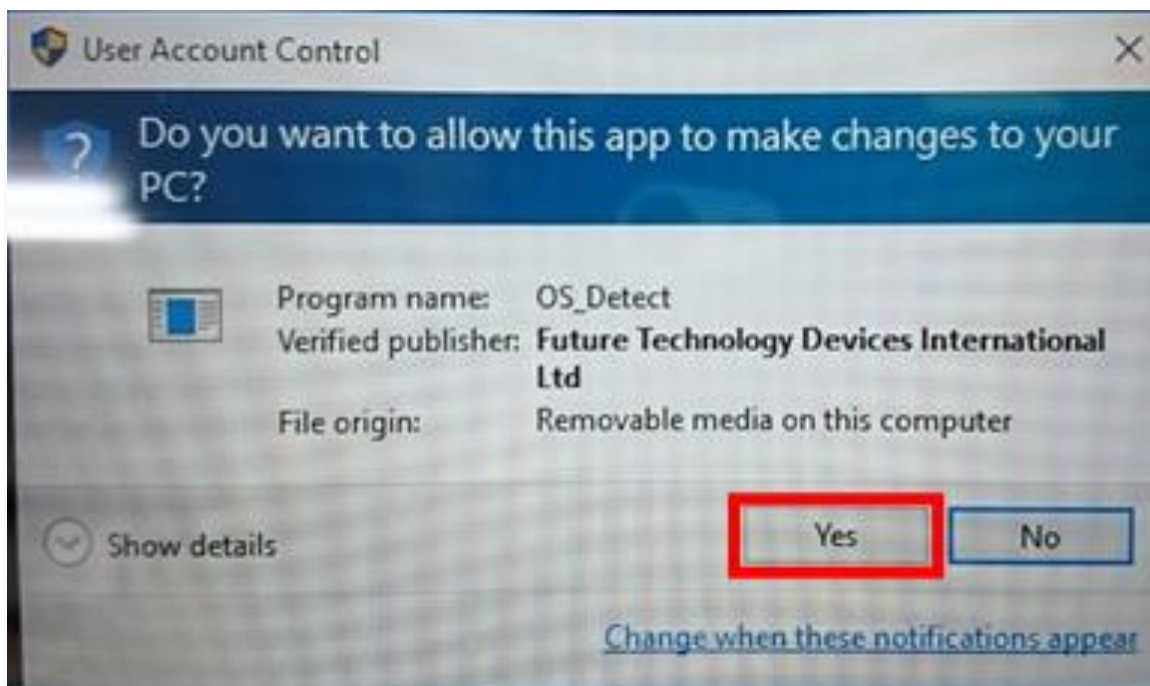 User Account Control
Do you want to allow this app to make changes to your
PC?
Program name: OS_Detect
Verified publisher: Future Technology Devices International
Ltd
File origin: Removable media on this computer
Show details
Yes
No
Change when these notifications appear